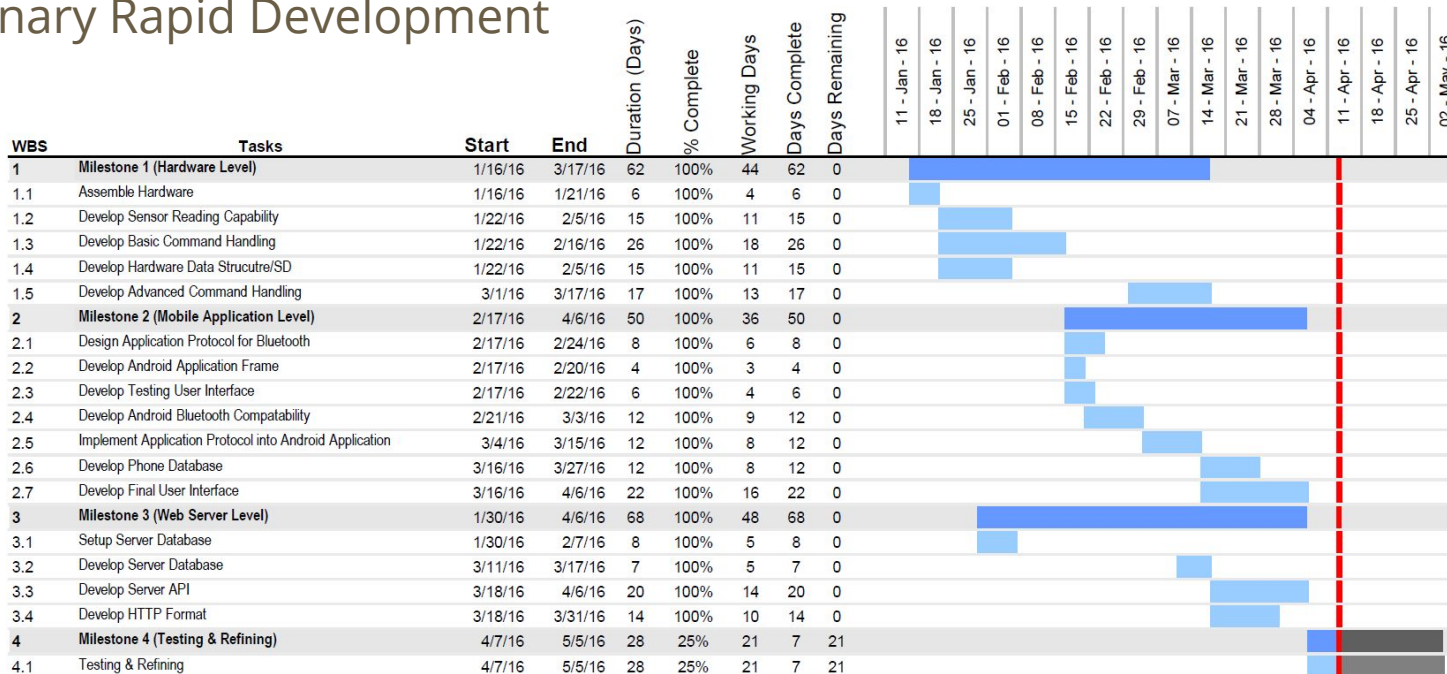 nary Rapid Development
WBS Tasks Start End Duration (Days) % Complete Working Days Days Complete Days Remaining 11 - Jan - 16 18 - Jan - 16 25 - Jan - 16 01 - Feb - 16 08 - Feb - 16 15 - Feb - 16 22 - Feb - 16 29 - Feb - 16 07 - Mar - 16 14 - Mar - 16 21 - Mar - 16 28 - Mar - 16 04 - Apr - 16 11 - Apr - 16 18 - Apr - 16 25 - Apr - 16 02 - May - 16
1 Milestone 1 (Hardware Level) 1/16/16 3/17/16 62 100% 44 62 0
1.1 Assemble Hardware 1/16/16 1/21/16 6 100% 4 6 0
1.2 Develop Sensor Reading Capability 1/22/16 2/5/16 15 100% 11 15 0
1.3 Develop Basic Command Handling 1/22/16 2/16/16 26 100% 18 26 0
1.4 Develop Hardware Data Strucutre/SD 1/22/16 2/5/16 15 100% 11 15 0
1.5 Develop Advanced Command Handling 3/1/16 3/17/16 17 100% 13 17 0
2 Milestone 2 (Mobile Application Level) 2/17/16 4/6/16 50 100% 36 50 0
2.1 Design Application Protocol for Bluetooth 2/17/16 2/24/16 8 100% 6 8 0
2.2 Develop Android Application Frame 2/17/16 2/20/16 4 100% 3 4 0
2.3 Develop Testing User Interface 2/17/16 2/22/16 6 100% 4 6 0
2.4 Develop Android Bluetooth Compatability 2/21/16 3/3/16 12 100% 9 12 0
2.5 Implement Application Protocol into Android Application 3/4/16 3/15/16 12 100% 8 12 0
2.6 Develop Phone Database 3/16/16 3/27/16 12 100% 8 12 0
2.7 Develop Final User Interface 3/16/16 4/6/16 22 100% 16 22 0
3 Milestone 3 (Web Server Level) 1/30/16 4/6/16 68 100% 48 68 0
3.1 Setup Server Database 1/30/16 2/7/16 8 100% 5 8 0
3.2 Develop Server Database 3/11/16 3/17/16 7 100% 5 7 0
3.3 Develop Server API 3/18/16 4/6/16 20 100% 14 20 0
3.4 Develop HTTP Format 3/18/16 3/31/16 14 100% 10 14 0
4 Milestone 4 (Testing & Refining) 4/7/16 5/5/16 28 25% 21 7 21
4.1 Testing & Refining 4/7/16 5/5/16 28 25% 21 7 21